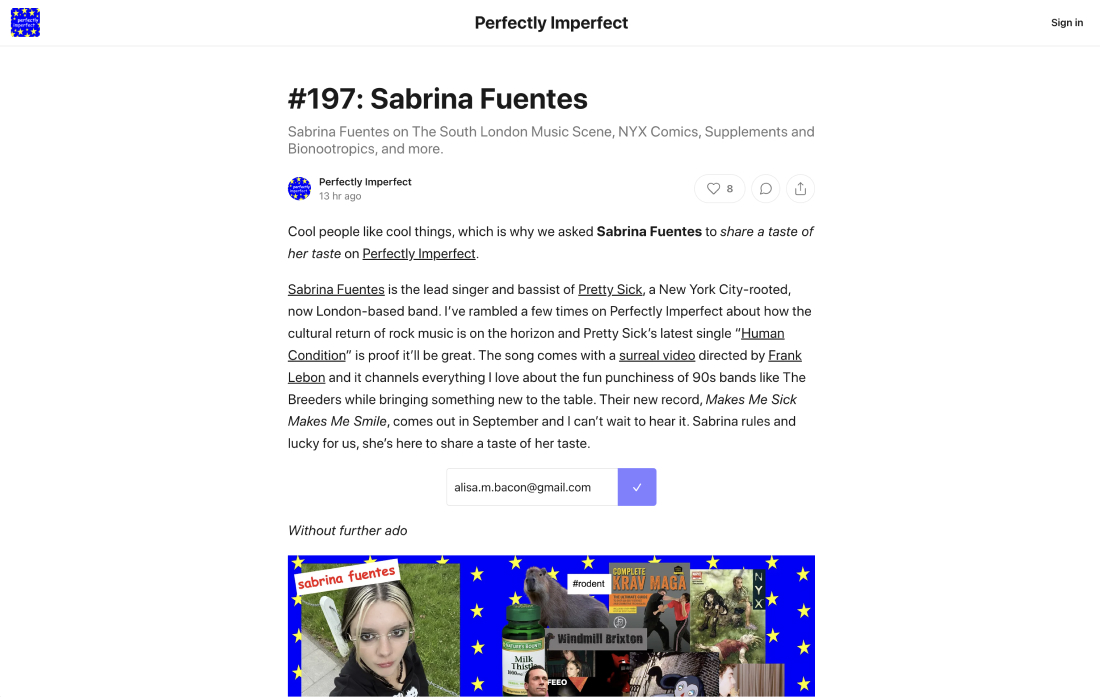 perfectly
imperfect
Perfectly Imperfect
Sign in
#197: Sabrina Fuentes
Sabrina Fuentes on The South London Music Scene, NYX Comics, Supplements and
Bionootropics, and more.
perfectly
imperfect
Perfectly Imperfect
13 hr ago
8
Cool people like cool things, which is why we asked Sabrina Fuentes to share a taste of
her taste on Perfectly Imperfect.
Sabrina Fuentes is the lead singer and bassist of Pretty Sick, a New York City-rooted,
now London-based band. I’ve rambled a few times on Perfectly Imperfect about how the
cultural return of rock music is on the horizon and Pretty Sick’s latest single “Human
Condition” is proof it’ll be great. The song comes with a surreal video directed by Frank
Lebon and it channels everything I love about the fun punchiness of 90s bands like The
Breeders while bringing something new to the table. Their new record, Makes Me Sick
Makes Me Smile, comes out in September and I can’t wait to hear it. Sabrina rules and
lucky for us, she’s here to share a taste of her taste.
alisa.m.bacon@gmail.com
Without further ado
sabrina fuentes
#rodent
COMPLETE
KRAV MAGA
NYX
Windmill Brixton
NATURE'S BOUNTY
Milk
Thistle
FEEO